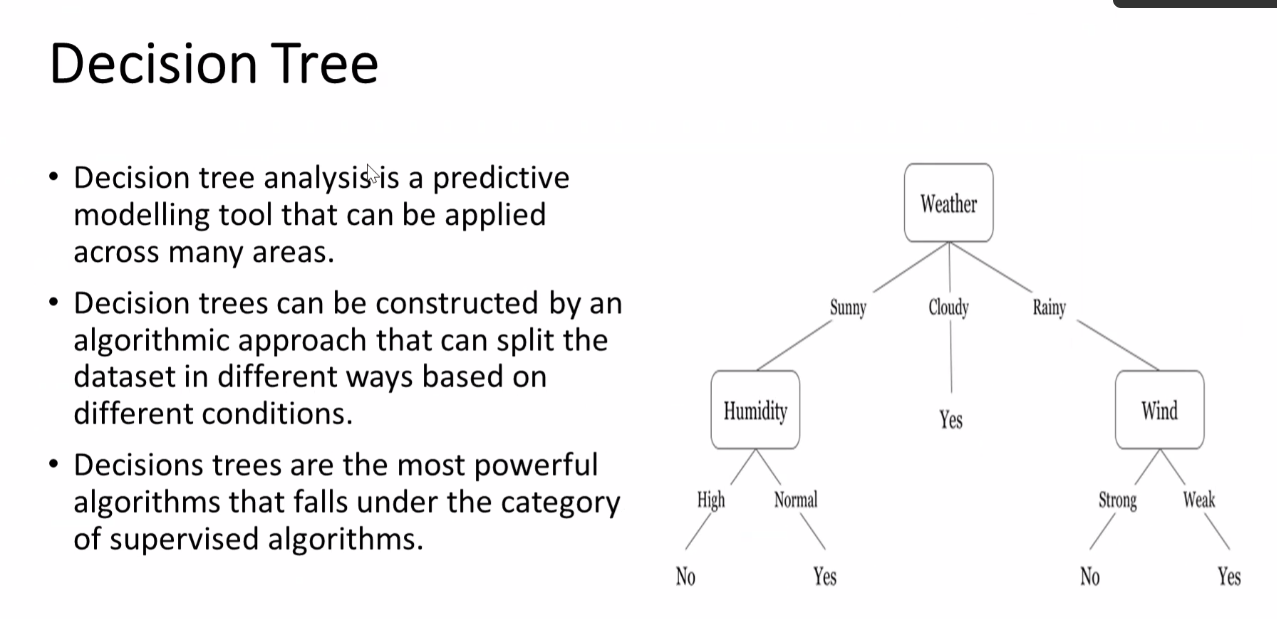 Decision Tree
• Decision tree analysis is a predictive
modelling tool that can be applied
across many areas.
• Decision trees can be constructed by an
algorithmic approach that can split the
dataset in different ways based on
different conditions.
• Decisions trees are the most powerful
algorithms that falls under the category
of supervised algorithms.
Weather
Sunny Cloudy Rainy
Humidity Yes Wind
High Normal Strong Weak
No Yes No Yes